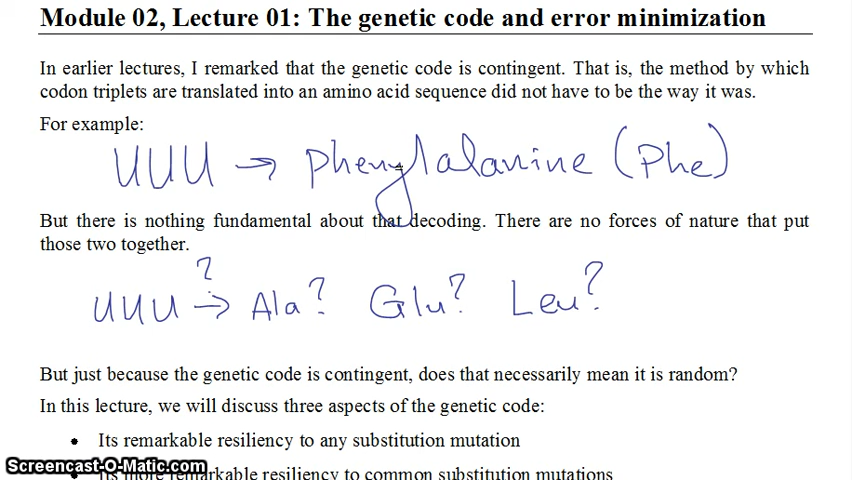 Module 02, Lecture 01: The genetic code and error minimization
In earlier lectures, I remarked that the genetic code is contingent. That is, the method by which
codon triplets are translated into an amino acid sequence did not have to be the way it was.
For example:
UUU → phenylalanine (Phe)
But there is nothing fundamental about that decoding. There are no forces of nature that put
those two together.
?
UUU → Ala? Glu? Leu?
But just because the genetic code is contingent, does that necessarily mean it is random?
In this lecture, we will discuss three aspects of the genetic code:
• Its remarkable resiliency to any substitution mutation
• Its more remarkable resiliency to common substitution mutations
Screencast-O-Matic.com